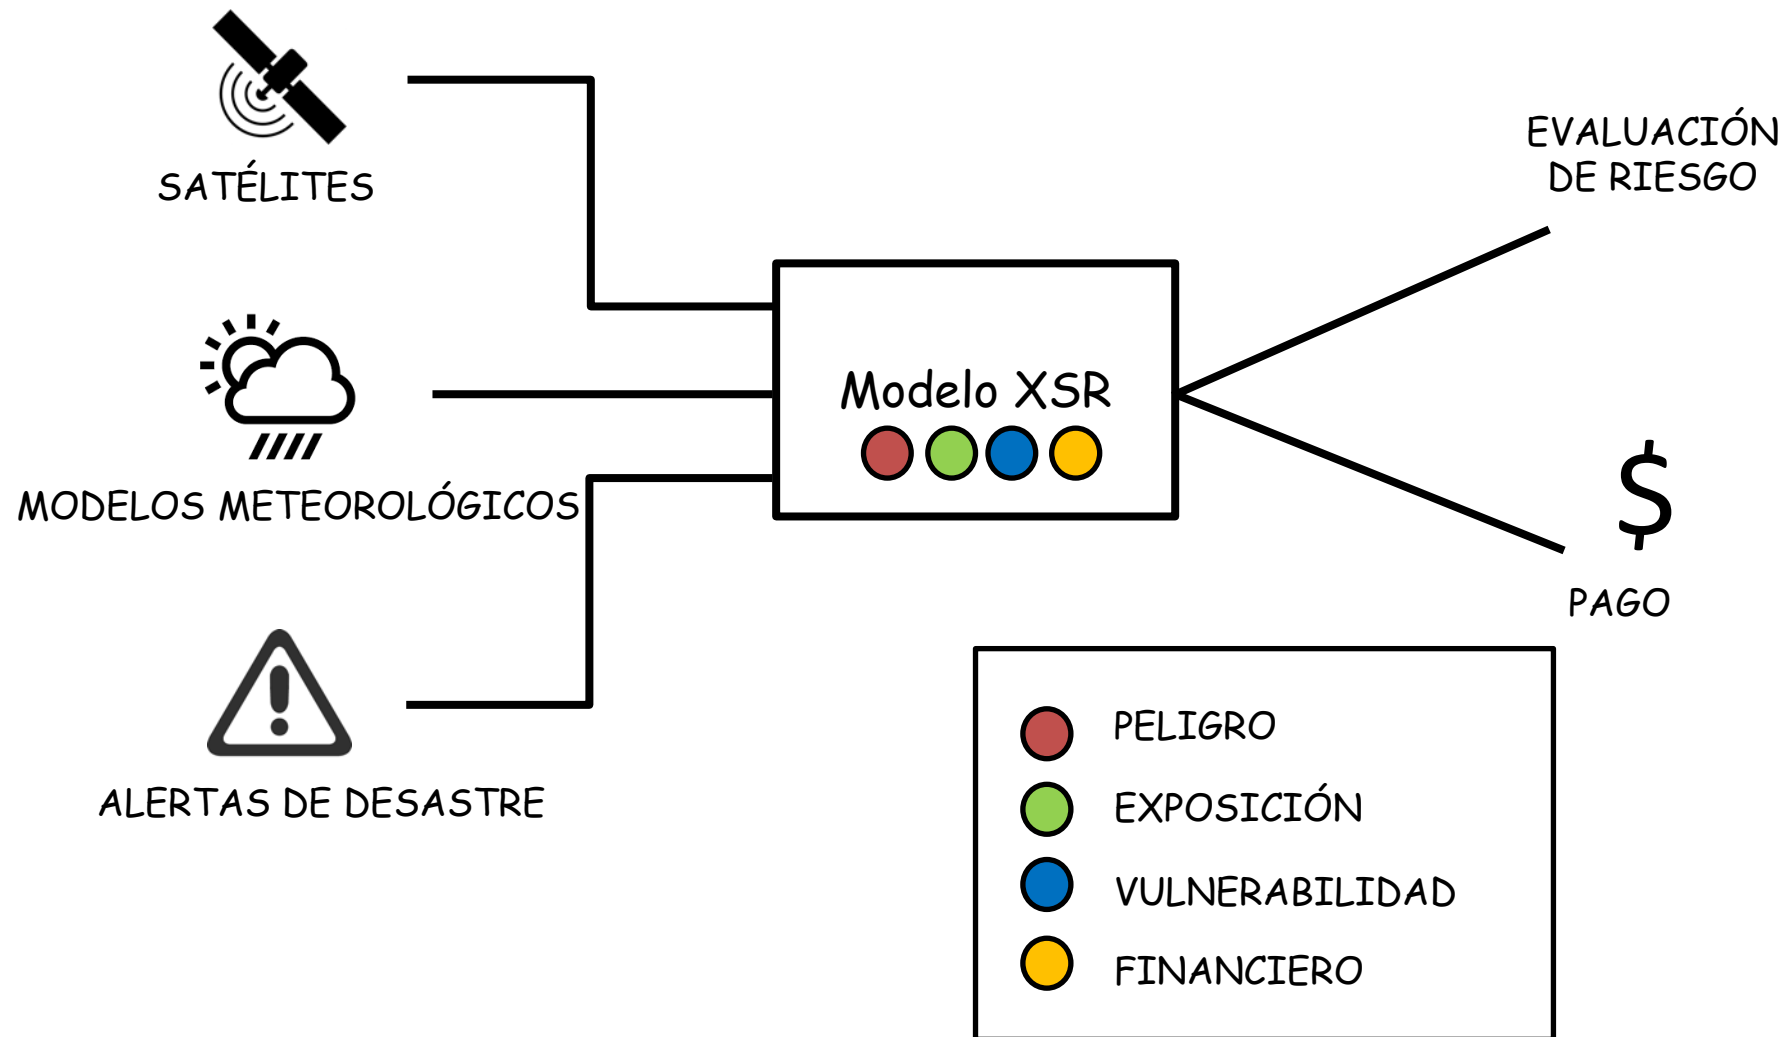 SATÉLITES
MODELOS METEOROLÓGICOS
ALERTAS DE DESASTRE
Modelo XSR
EVALUACIÓN
DE RIESGO
$
PAGO
PELIGRO
EXPOSICIÓN
VULNERABILIDAD
FINANCIERO